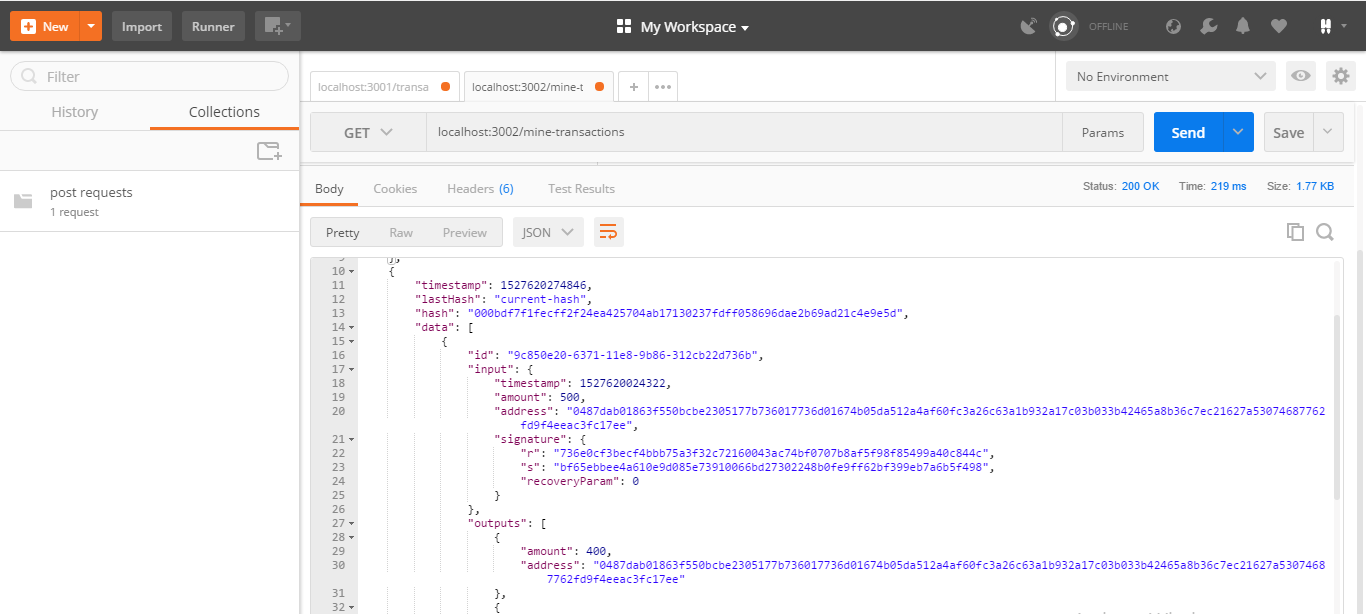 New Import Runner My Workspace OFFLINE
Filter
History Collections
post requests
1 request
localhost:3001/transa localhost:3002/mine-t + •••
No Environment
GET localhost:3002/mine-transactions Params Send Save
Body Cookies Headers (6) Test Results Status: 200 OK Time: 219 ms Size: 1.77 KB
Pretty Raw Preview JSON
9 },
10 {
11 "timestamp": 1527620274846,
12 "lastHash": "current-hash",
13 "hash": "000bdf7f1fecff2f24ea425704ab17130237fdff058696dae2b69ad21c4e9e5d",
14 "data": [
15 {
16 "id": "9c850e20-6371-11e8-9b86-312cb22d736b",
17 "input": {
18 "timestamp": 1527620024322,
19 "amount": 500,
20 "address": "0487dab01863f550bcbe2305177b736017736d01674b05da512a4af60fc3a26c63a1b932a17c03b033b42465a8b36c7ec21627a53074687762
fd9f4eeac3fc17ee",
21 "signature": {
22 "r": "736e0cf3becf4bbb75a3f32c72160043ac74bf0707b8af5f98f85499a40c844c",
23 "s": "bf65ebbee4a610e9d085e73910066bd27302248b0fe9ff62bf399eb7a6b5f498",
24 "recoveryParam": 0
25 }
26 },
27 "outputs": [
28 {
29 "amount": 400,
30 "address": "0487dab01863f550bcbe2305177b736017736d01674b05da512a4af60fc3a26c63a1b932a17c03b033b42465a8b36c7ec21627a5307468
7762fd9f4eeac3fc17ee"
31 },
32 {